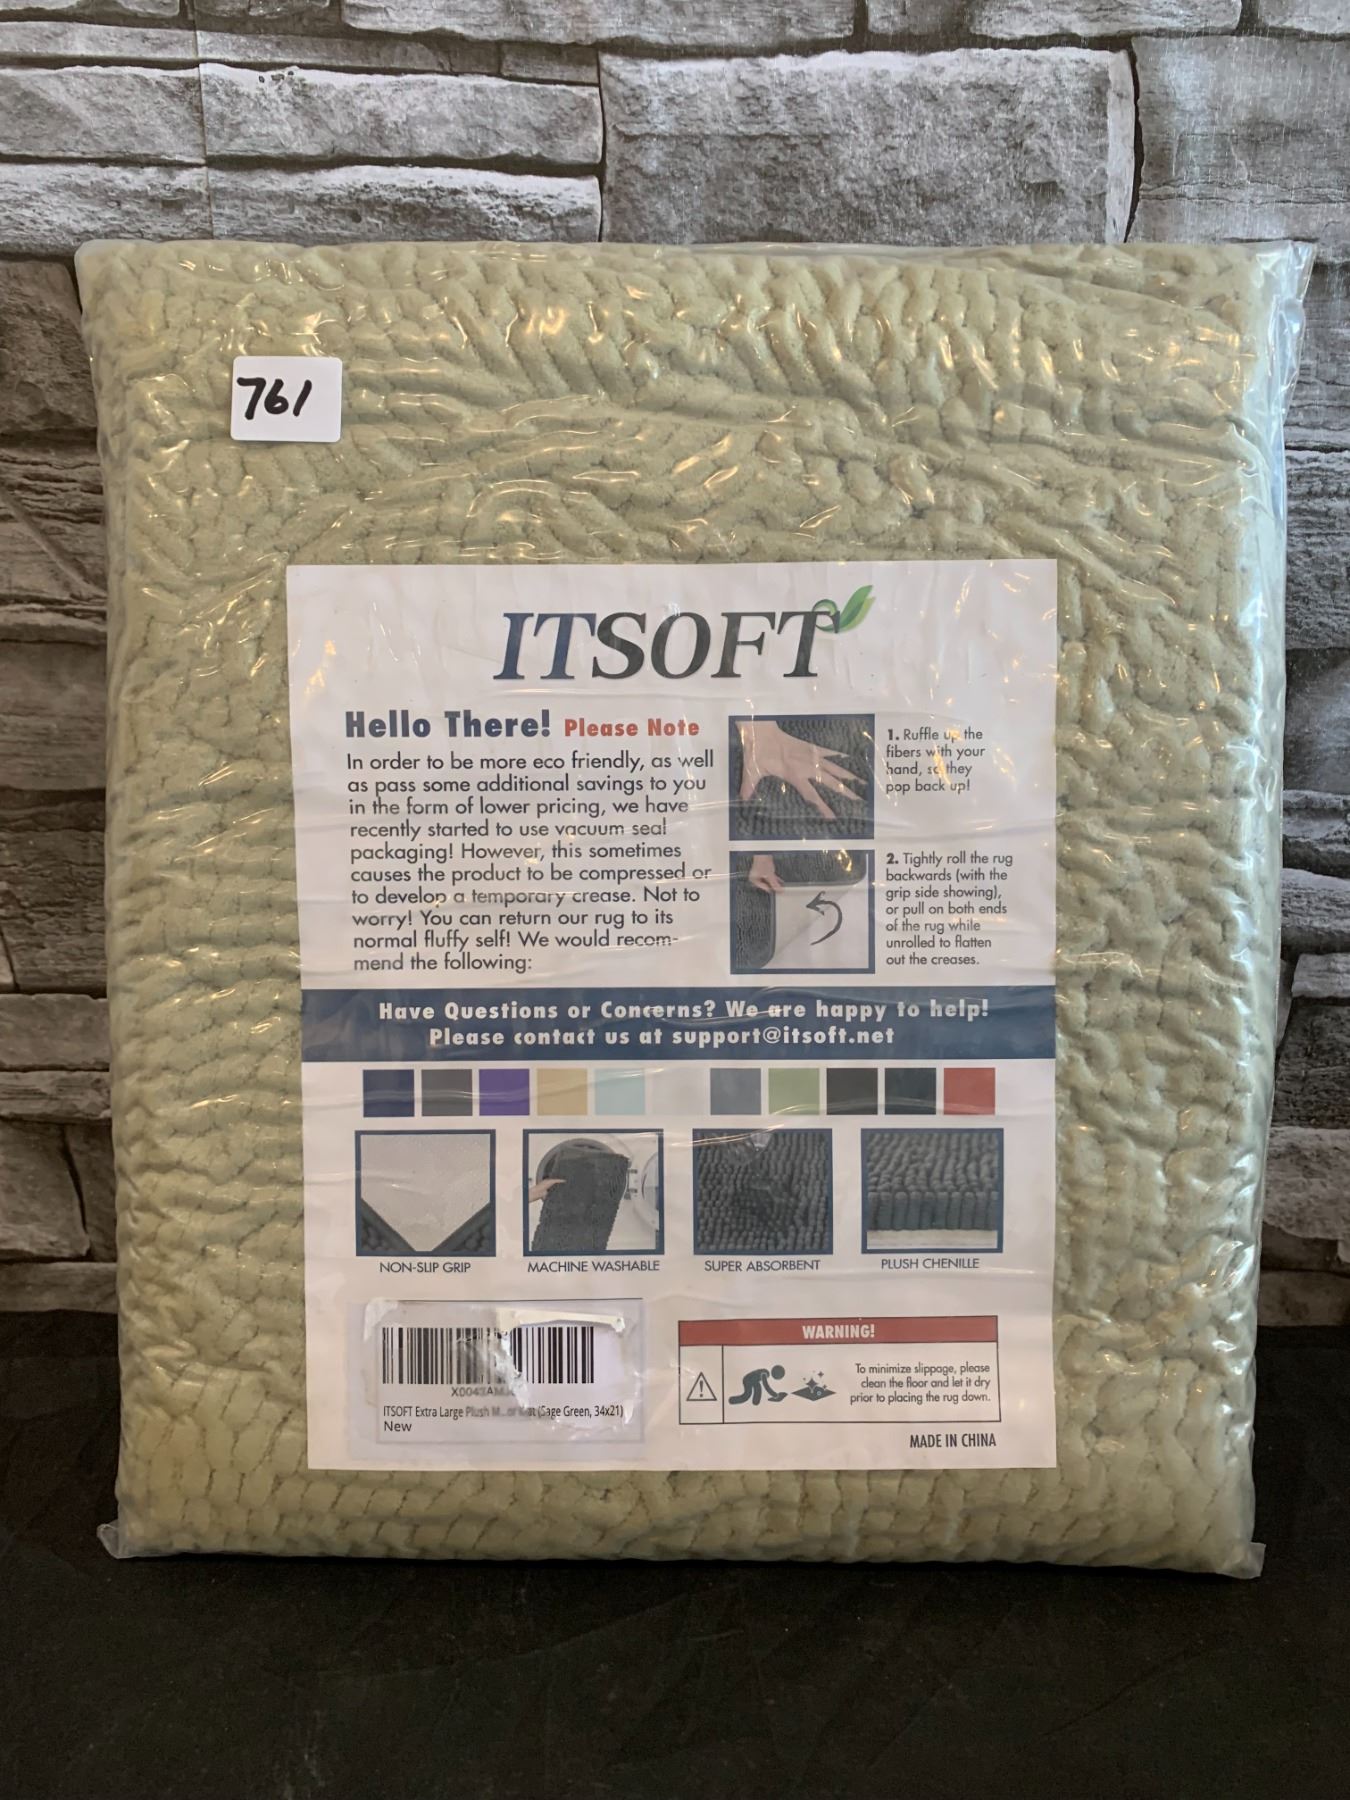 761
ITSOFT
Hello There! Please Note
In order to be more eco friendly, as well
as pass some additional savings to you
in the form of lower pricing, we have
recently started to use vacuum seal
packaging! However, this sometimes
causes the product to be compressed or
to develop a temporary crease. Not to
worry! You can return our rug to its
normal fluffy self! We would recom-
mend the following:
1. Ruffle up the
fibers with your
hand, so they
pop back up!
2. Tightly roll the rug
backwards (with the
grip side showing),
or pull on both ends
of the rug while
unrolled to flatten
out the creases.
Have Questions or Concerns? We are happy to help!
Please contact us at support@itsoft.net
NON-SLIP GRIP
MACHINE WASHABLE
SUPER ABSORBENT
PLUSH CHENILLE
ITSOFT Extra Large Plush (Sage Green, 34x21)
New
WARNING!
To minimize slippage, please
clean the floor and let it dry
prior to placing the rug down.
MADE IN CHINA